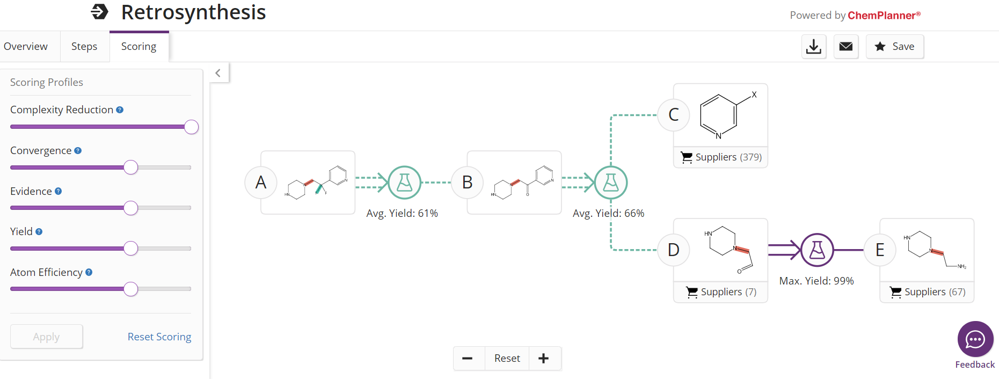 Retrosynthesis
Powered by ChemPlanner®
Overview
Steps
Scoring
Save
Scoring Profiles
Complexity Reduction ?
Convergence ?
Evidence ?
Yield ?
Atom Efficiency ?
Apply
Reset Scoring
A
N
HN
F
F
N
Avg. Yield: 61%
B
N
HN
O
N
Avg. Yield: 66%
C
X
N
Suppliers (379)
D
HN
N
O
Suppliers (7)
Max. Yield: 99%
E
HN
N
NH₂
Suppliers (67)
Reset
Feedback